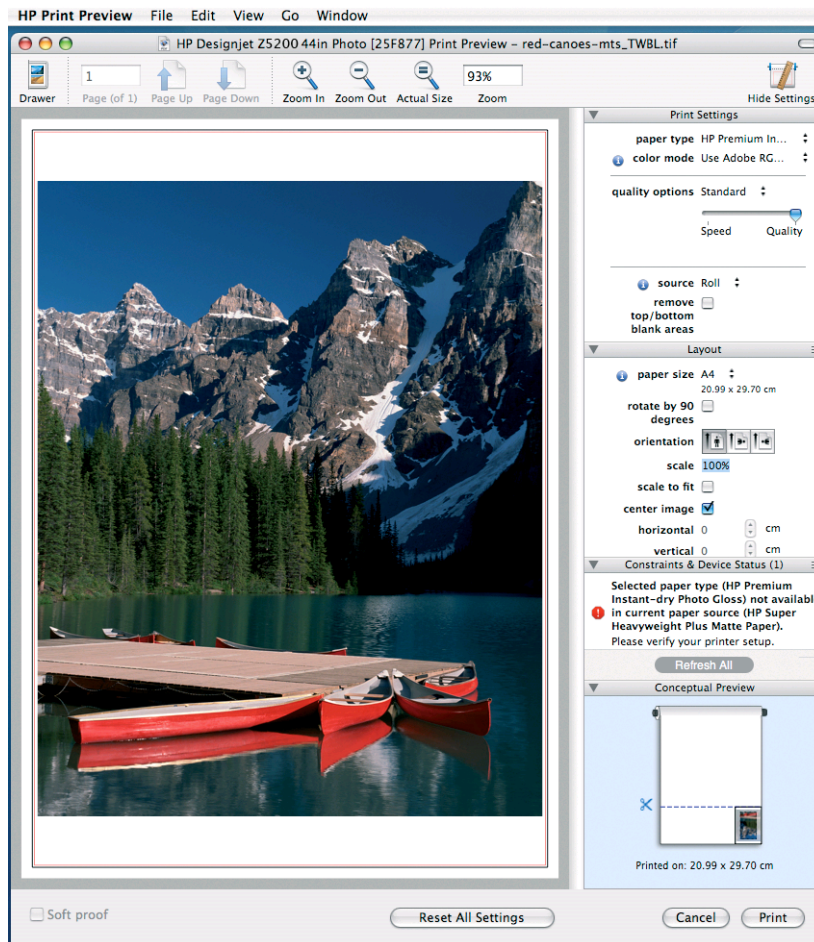 HP Print Preview File Edit View Go Window
HP Designjet Z5200 44in Photo [25F877] Print Preview – red-canoes-mts_TWBL.tif
1
93%
Drawer Page (of 1) Page Up Page Down Zoom In Zoom Out Actual Size Zoom Hide Settings
Print Settings
paper type HP Premium In...
color mode Use Adobe RG...
quality options Standard
Speed Quality
source Roll
remove
top/bottom
blank areas
Layout
paper size A4
20.99 x 29.70 cm
rotate by 90
degrees
orientation
scale 100%
scale to fit
center image
horizontal 0 cm
vertical 0 cm
Constraints & Device Status (1)
Selected paper type (HP Premium
Instant-dry Photo Gloss) not availabl
in current paper source (HP Super
Heavyweight Plus Matte Paper).
Please verify your printer setup.
Refresh All
Conceptual Preview
Printed on: 20.99 x 29.70 cm
Soft proof
Reset All Settings
Cancel Print